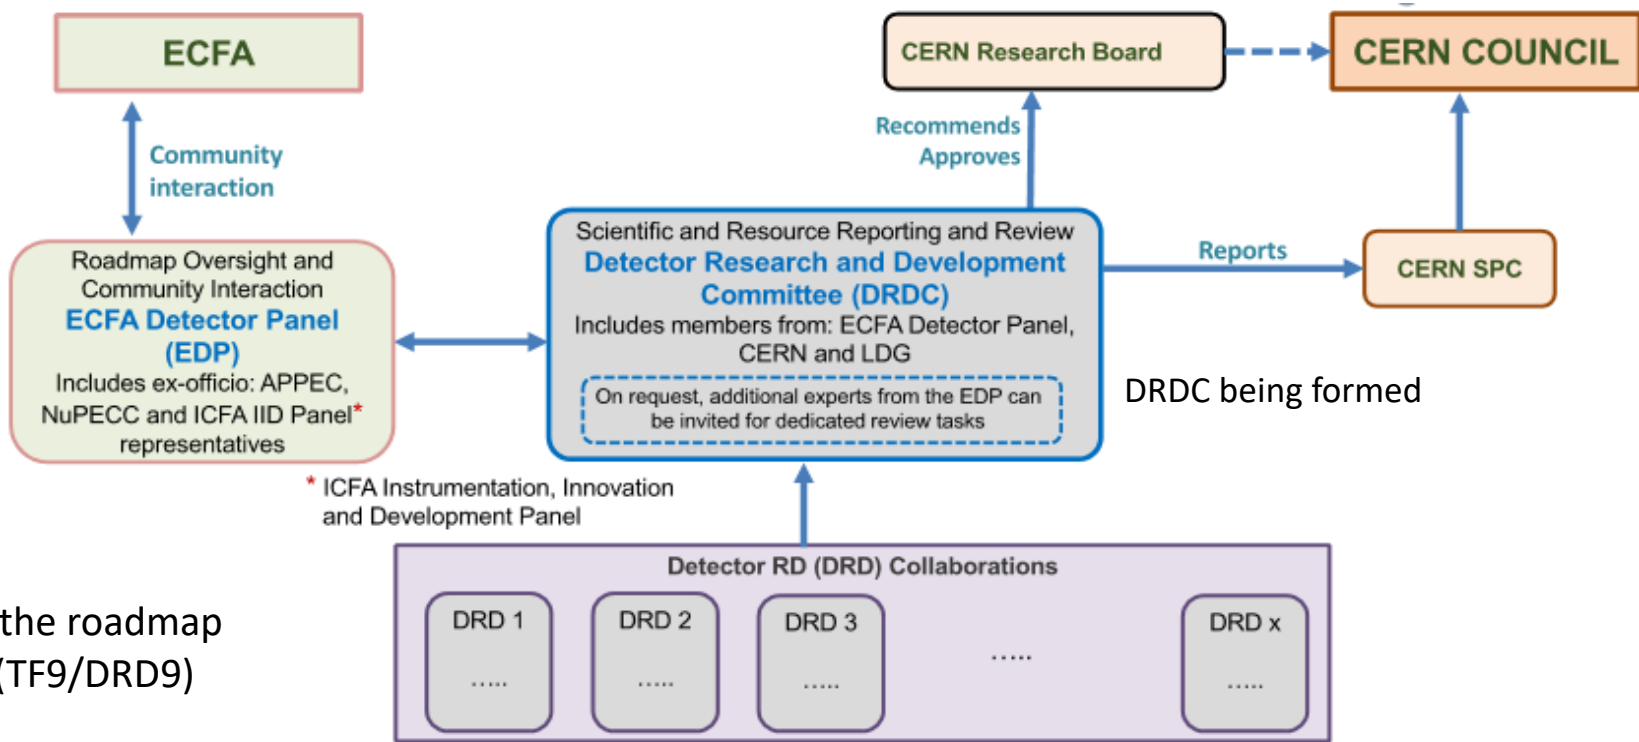 ECFA
CERN Research Board
CERN COUNCIL
Community
interaction
Recommends
Approves
Roadmap Oversight and
Community Interaction
ECFA Detector Panel
(EDP)
Includes ex-officio: APPEC,
NuPECC and ICFA IID Panel*
representatives
Scientific and Resource Reporting and Review
Detector Research and Development
Committee (DRDC)
Includes members from: ECFA Detector Panel,
CERN and LDG
On request, additional experts from the EDP can
be invited for dedicated review tasks
Reports
CERN SPC
DRDC being formed
* ICFA Instrumentation, Innovation
and Development Panel
Detector RD (DRD) Collaborations
DRD 1
.....
DRD 2
.....
DRD 3
.....
.....
DRD x
.....
the roadmap
(TF9/DRD9)